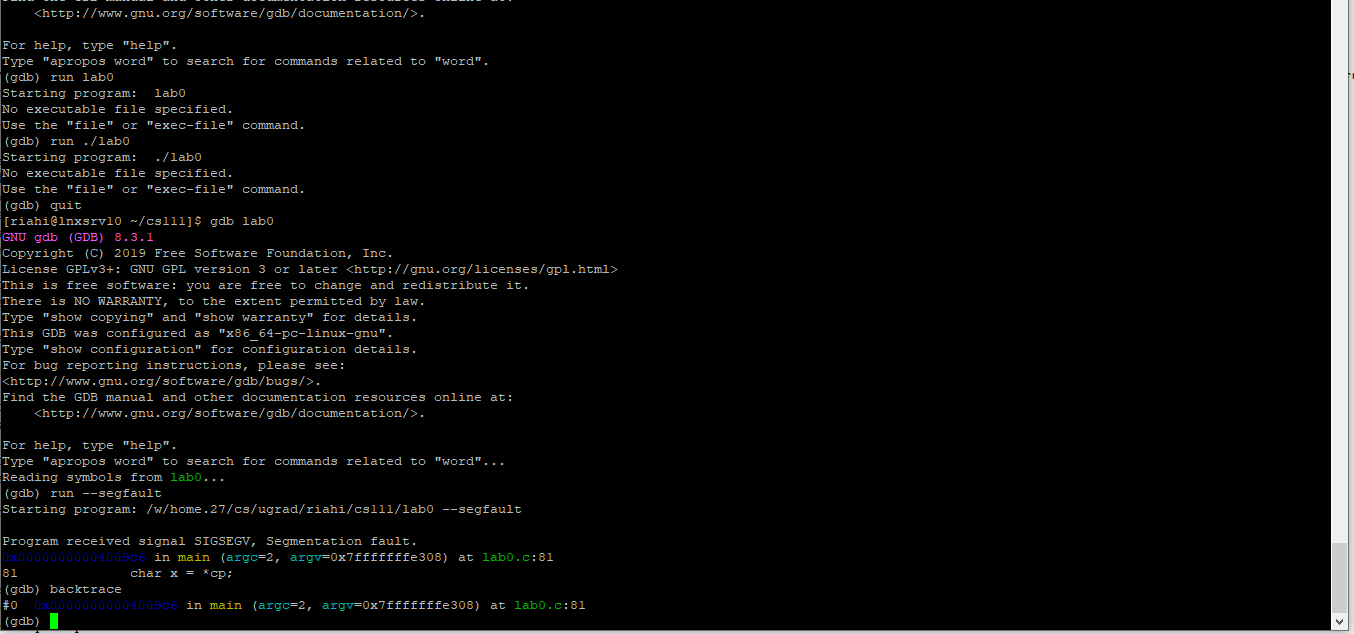 <http://www.gnu.org/software/gdb/documentation/>.
For help, type "help".
Type "apropos word" to search for commands related to "word".
(gdb) run lab0
Starting program:  lab0
No executable file specified.
Use the "file" or "exec-file" command.
(gdb) run ./lab0
Starting program:  ./lab0
No executable file specified.
Use the "file" or "exec-file" command.
(gdb) quit
[riahi@lnxsrv10 ~/cs111]$ gdb lab0
GNU gdb (GDB) 8.3.1
Copyright (C) 2019 Free Software Foundation, Inc.
License GPLv3+: GNU GPL version 3 or later <http://gnu.org/licenses/gpl.html>
This is free software: you are free to change and redistribute it.
There is NO WARRANTY, to the extent permitted by law.
Type "show copying" and "show warranty" for details.
This GDB was configured as "x86_64-pc-linux-gnu".
Type "show configuration" for configuration details.
For bug reporting instructions, please see:
<http://www.gnu.org/software/gdb/bugs/>.
Find the GDB manual and other documentation resources online at:
    <http://www.gnu.org/software/gdb/documentation/>.
For help, type "help".
Type "apropos word" to search for commands related to "word"...
Reading symbols from lab0...
(gdb) run --segfault
Starting program: /w/home.27/cs/ugrad/riahi/cs111/lab0 --segfault
Program received signal SIGSEGV, Segmentation fault.
0x00000000004009c6 in main (argc=2, argv=0x7fffffffe308) at lab0.c:81
81              char x = *cp;
(gdb) backtrace
#0  0x00000000004009c6 in main (argc=2, argv=0x7fffffffe308) at lab0.c:81
(gdb)